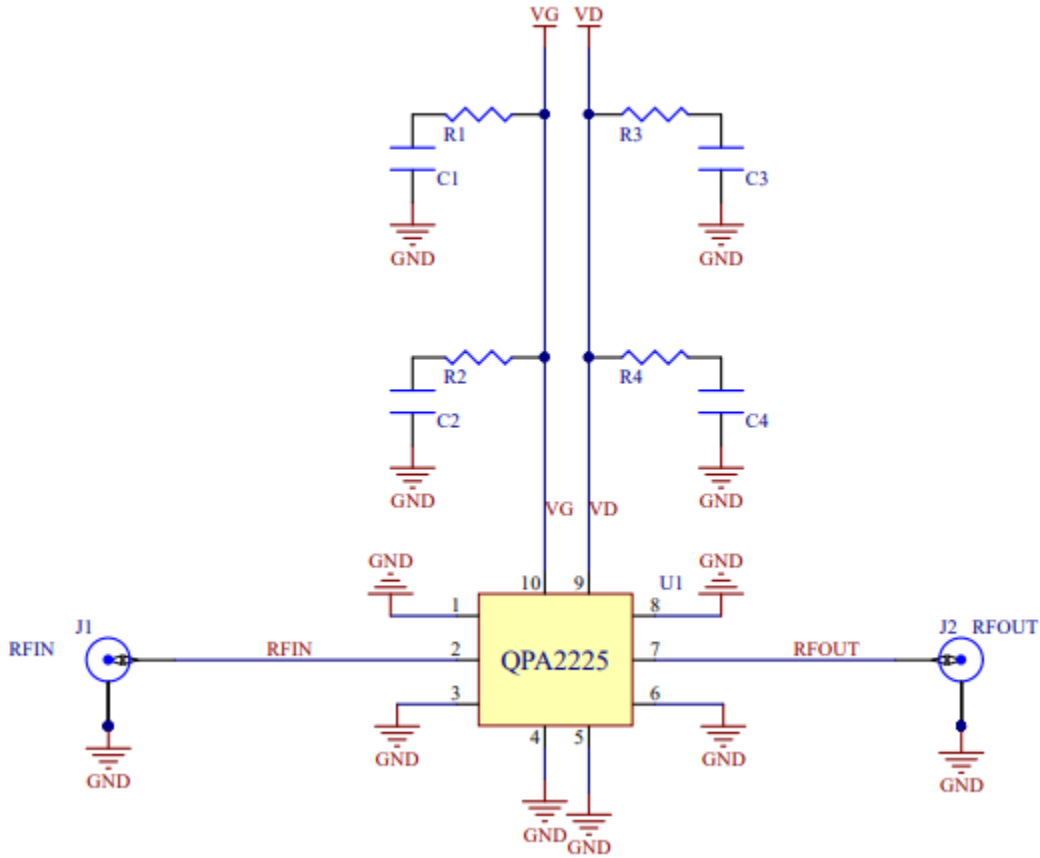 VG VD
R1 R3
C1 C3
GND GND
R2 R4
C2 C4
GND GND
VG VD
GND GND
10 9 U1
1 8
J1 J2 RFOUT
RFIN RFIN 2 QPA2225 7 RFOUT
3 6
4 5
GND GND
GND GND
GND GND